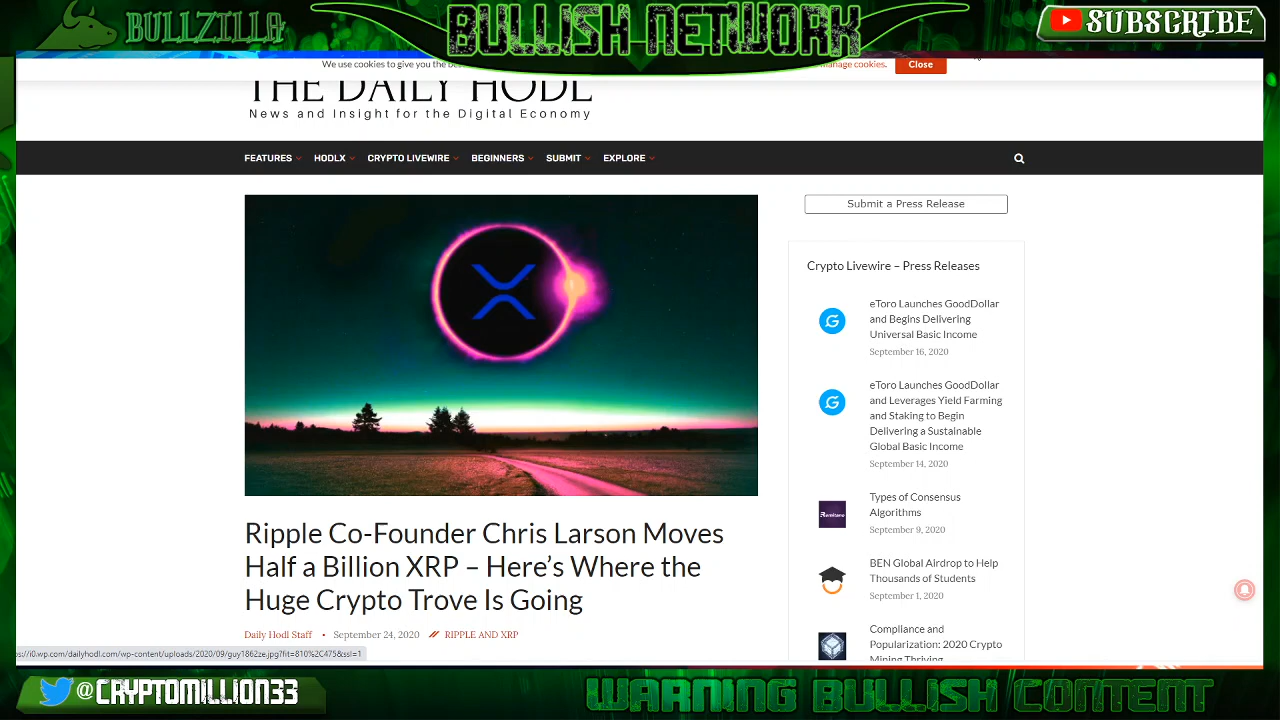 BULLZILLA
BULLISH NETWORK
SUBSCRIBE
We use cookies to give you the be
manage cookies.
Close
THE DAILY HODL
News and Insight for the Digital Economy
FEATURES
HODLX
CRYPTO LIVEWIRE
BEGINNERS
SUBMIT
EXPLORE
Submit a Press Release
Crypto Livewire – Press Releases
eToro Launches GoodDollar
and Begins Delivering
Universal Basic Income
September 16, 2020
eToro Launches GoodDollar
and Leverages Yield Farming
and Staking to Begin
Delivering a Sustainable
Global Basic Income
September 14, 2020
Remitano
Types of Consensus
Algorithms
September 9, 2020
BEN Global Airdrop to Help
Thousands of Students
September 1, 2020
Compliance and
Popularization: 2020 Crypto
Mining Thriving
Ripple Co-Founder Chris Larson Moves
Half a Billion XRP – Here’s Where the
Huge Crypto Trove Is Going
Daily Hodl Staff • September 24, 2020 RIPPLE AND XRP
ps://i0.wp.com/dailyhodl.com/wp-content/uploads/2020/09/guy1862ze.jpg?fit=810%2C475&ssl=1
@CRYPTOMILLION33
WARNING BULLISH CONTENT